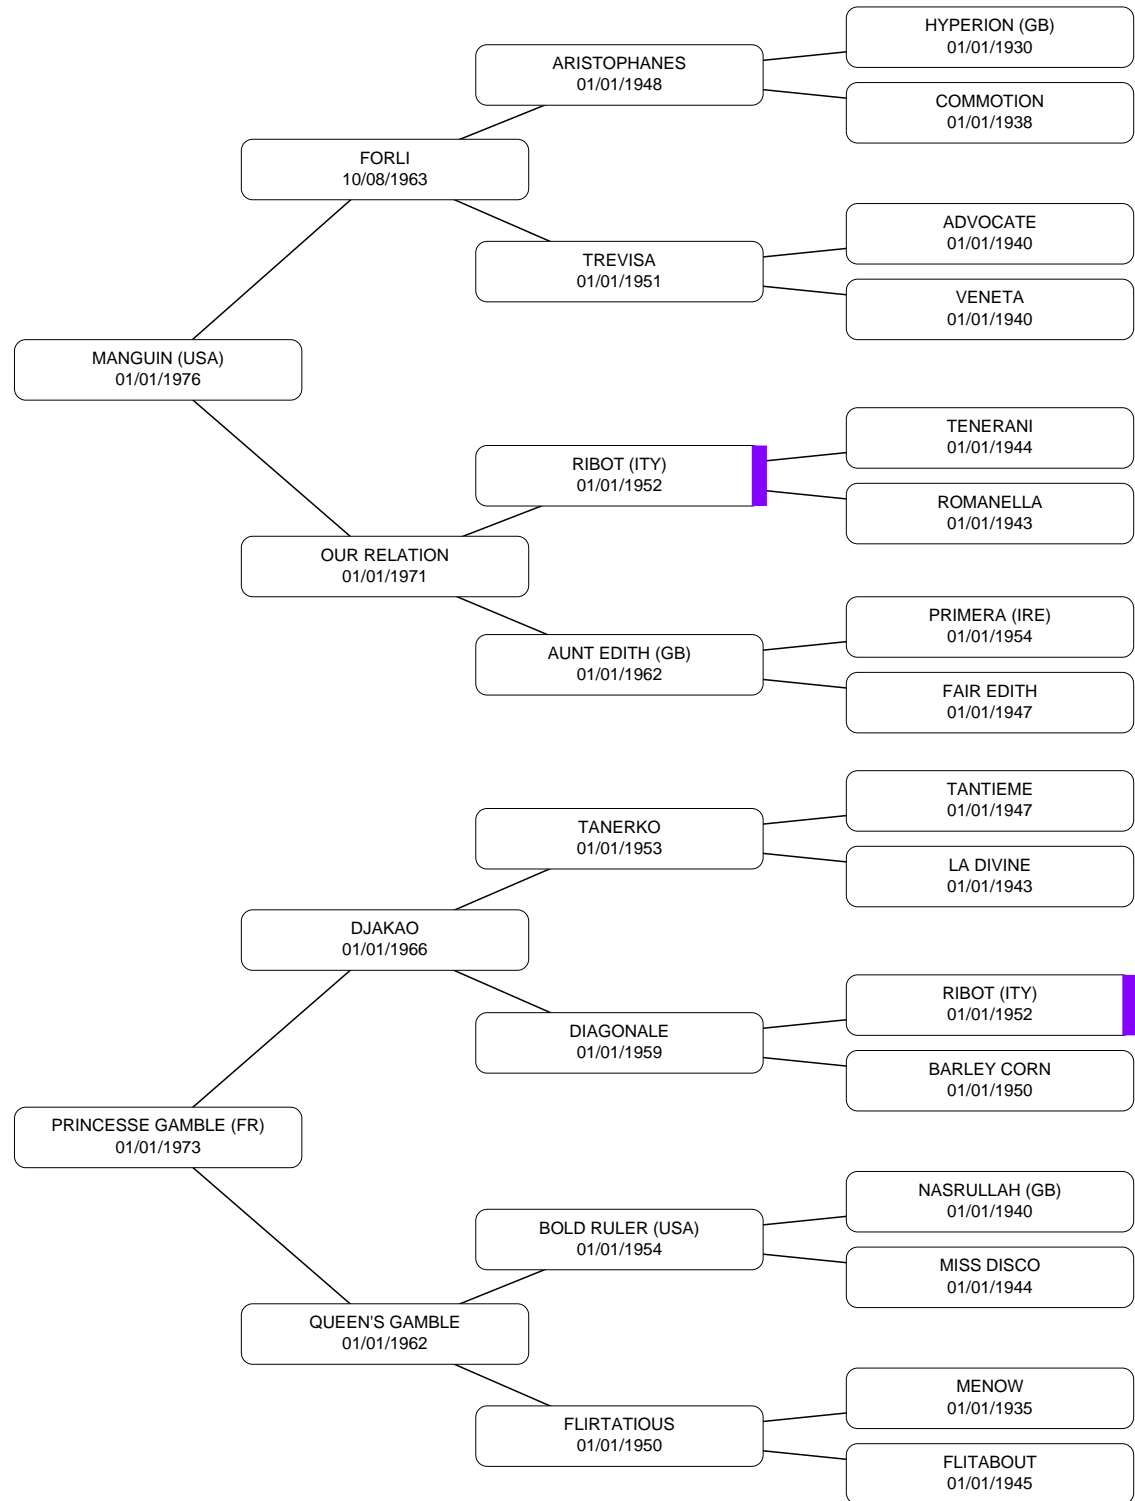 HYPERION (GB)
01/01/1930
ARISTOPHANES
01/01/1948
COMMOTION
01/01/1938
FORLI
10/08/1963
ADVOCATE
01/01/1940
TREVISA
01/01/1951
VENETA
01/01/1940
MANGUIN (USA)
01/01/1976
TENERANI
01/01/1944
RIBOT (ITY)
01/01/1952
ROMANELLA
01/01/1943
OUR RELATION
01/01/1971
PRIMERA (IRE)
01/01/1954
AUNT EDITH (GB)
01/01/1962
FAIR EDITH
01/01/1947
TANTIEME
01/01/1947
TANERKO
01/01/1953
LA DIVINE
01/01/1943
DJAKAO
01/01/1966
RIBOT (ITY)
01/01/1952
DIAGONALE
01/01/1959
BARLEY CORN
01/01/1950
PRINCESSE GAMBLE (FR)
01/01/1973
NASRULLAH (GB)
01/01/1940
BOLD RULER (USA)
01/01/1954
MISS DISCO
01/01/1944
QUEEN'S GAMBLE
01/01/1962
MENOW
01/01/1935
FLIRTATIOUS
01/01/1950
FLITABOUT
01/01/1945